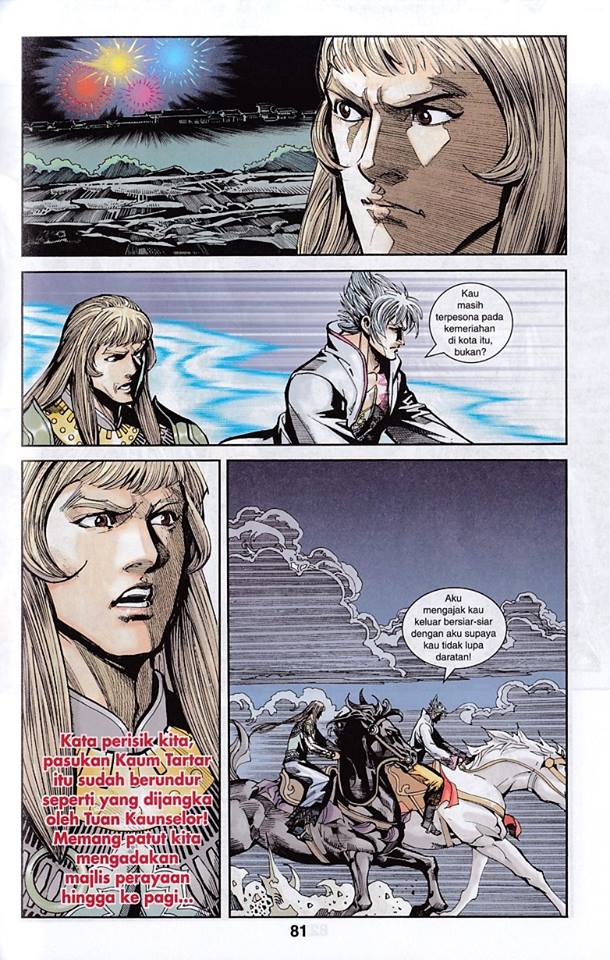 Kau
masih
terpesona pada
kemeriahan
di kota itu,
bukan?
Kata perisik kita,
pasukan Kaum Tartar
itu sudah berundur
seperti yang dijangka
oleh Tuan Kaunselor!
Memang patut kita
mengadakan
majlis perayaan
hingga ke pagi...
Aku
mengajak kau
keluar bersiar-siar
dengan aku supaya
kau tidak lupa
daratan!
81